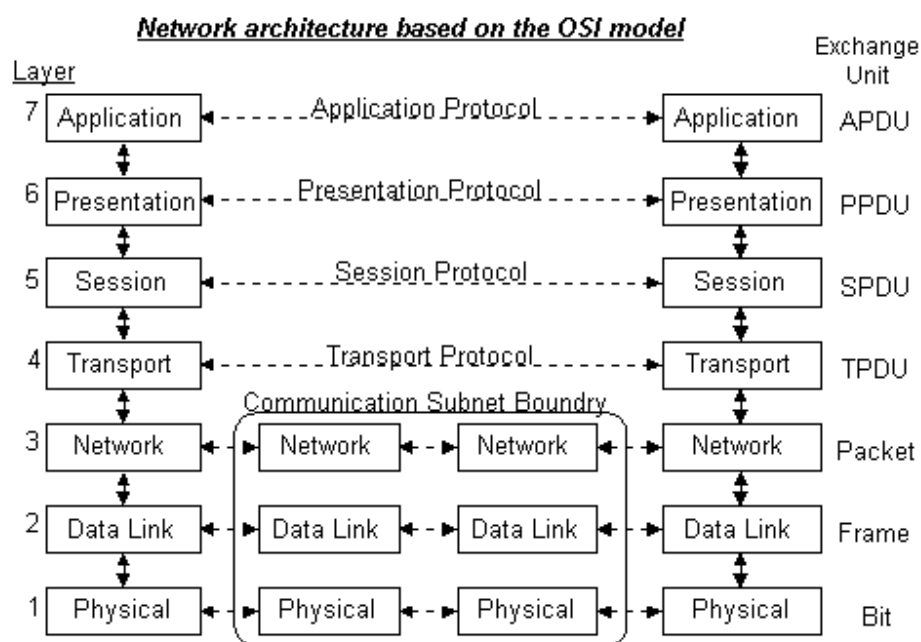 Network architecture based on the OSI model
Exchange
Unit
Layer
7 Application Application Protocol Application APDU
6 Presentation Presentation Protocol Presentation PPDU
5 Session Session Protocol Session SPDU
4 Transport Transport Protocol Transport TPDU
Communication Subnet Boundry
3 Network Network Network Network Packet
2 Data Link Data Link Data Link Data Link Frame
1 Physical Physical Physical Physical Bit